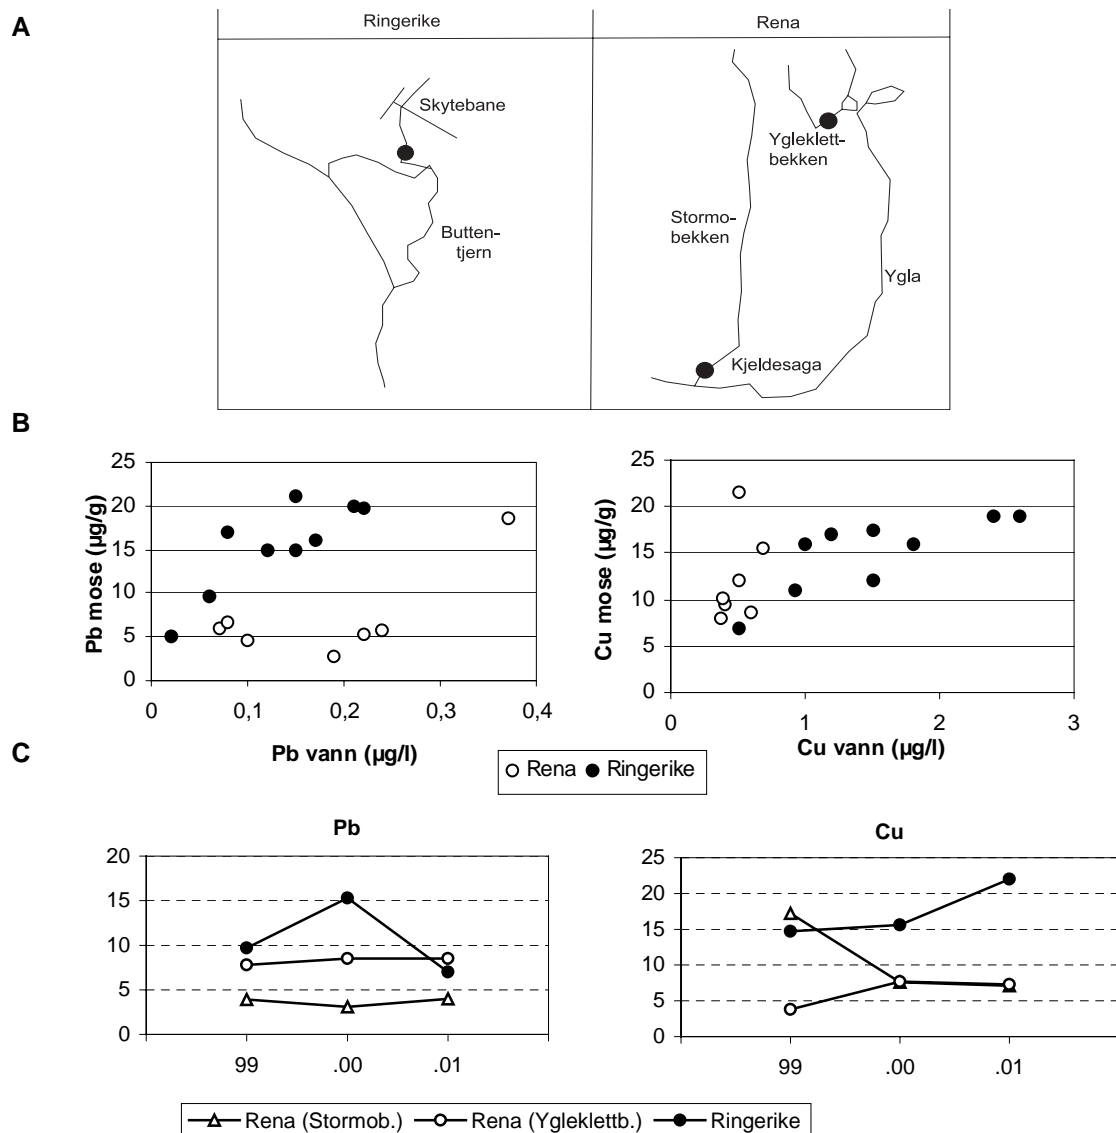 A
Ringerike
Rena
Skytebane
Butten-
tjern
Ygleklett-
bekken
Stormo-
bekken
Ygla
Kjeldesaga
B
Pb mose (µg/g)
25
20
15
10
5
0
0 0,1 0,2 0,3 0,4
Pb vann (µg/l)
Cu mose (µg/g)
25
20
15
10
5
0
0 1 2 3
Cu vann (µg/l)
Rena Ringerike
C
Pb
20
15
10
5
0
99 .00 .01
Cu
25
20
15
10
5
0
99 .00 .01
Rena (Stormob.) Rena (Ygleklettb.) Ringerike